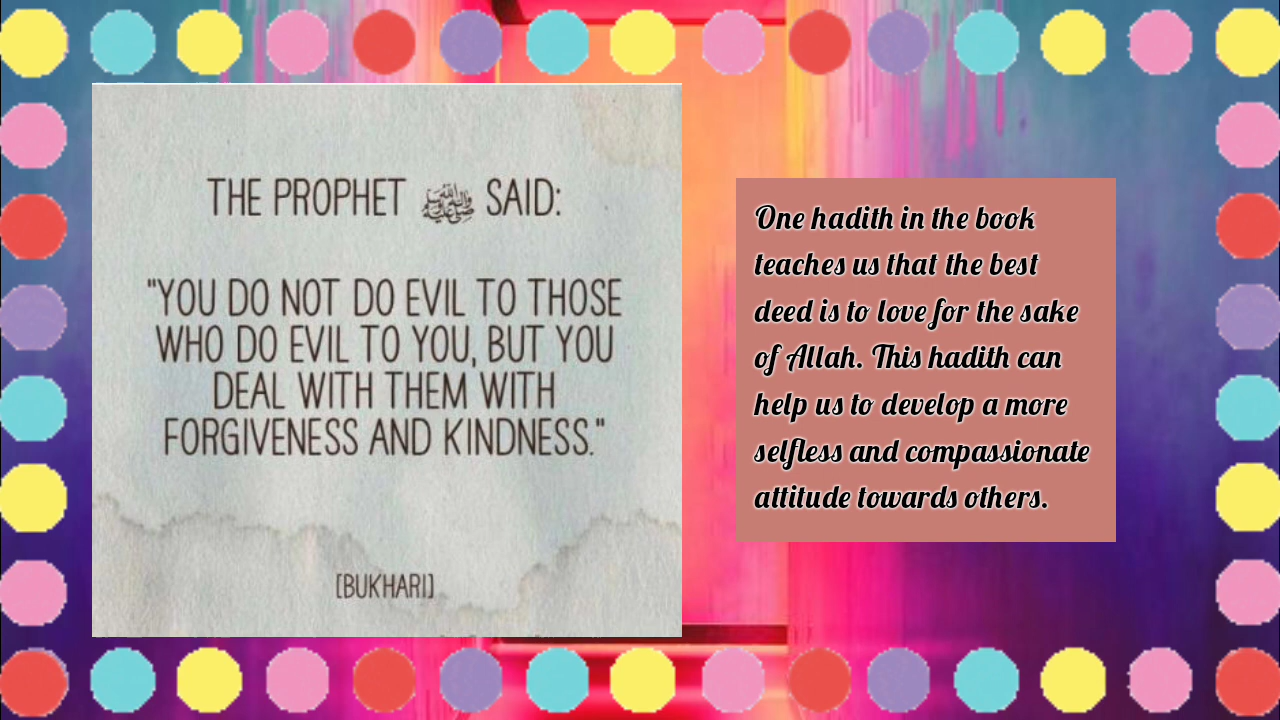 THE PROPHET ﷺ SAID:
"YOU DO NOT DO EVIL TO THOSE
WHO DO EVIL TO YOU, BUT YOU
DEAL WITH THEM WITH
FORGIVENESS AND KINDNESS."
[BUKHARI]
One hadith in the book
teaches us that the best
deed is to love for the sake
of Allah. This hadith can
help us to develop a more
selfless and compassionate
attitude towards others.